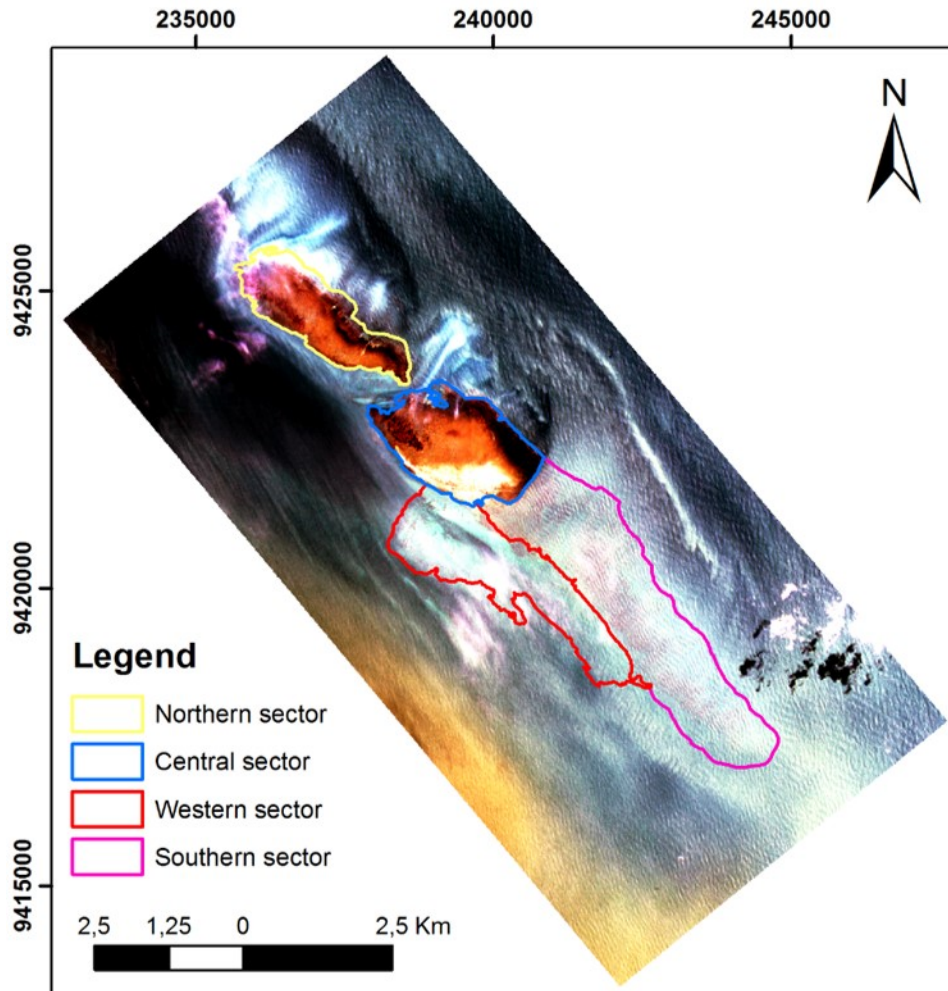 235000 240000 245000
N
9425000
9420000
9415000
Legend
Northern sector
Central sector
Western sector
Southern sector
2,5 1,25 0 2,5 Km